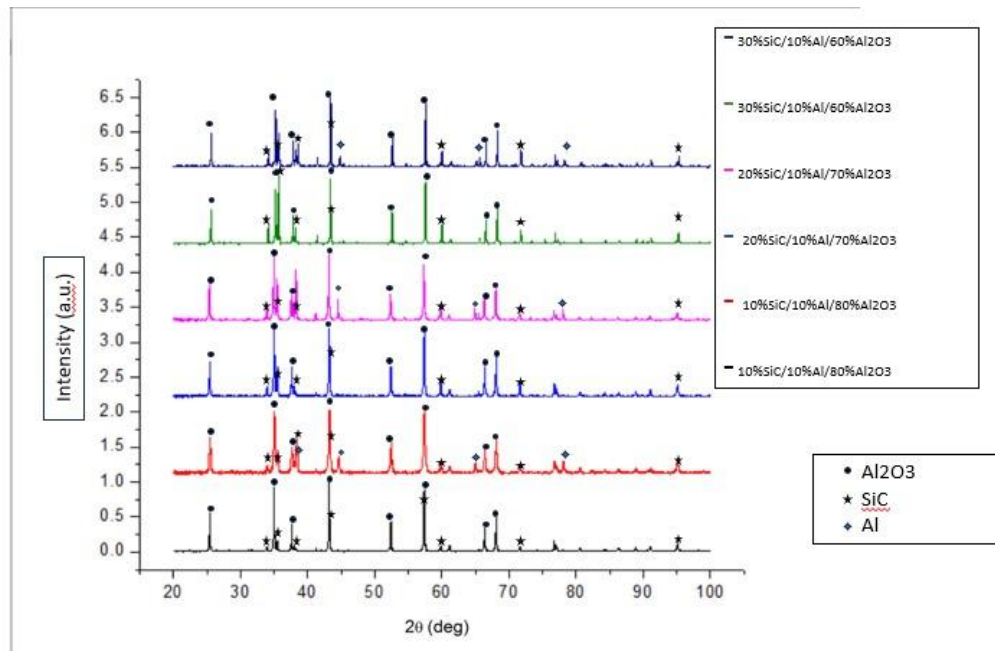 30%SiC/10%Al/60%Al2O3
30%SiC/10%Al/60%Al2O3
20%SiC/10%Al/70%Al2O3
20%SiC/10%Al/70%Al2O3
10%SiC/10%Al/80%Al2O3
10%SiC/10%Al/80%Al2O3
Intensity (a.u.)
6.5
6.0
5.5
5.0
4.5
4.0
3.5
3.0
2.5
2.0
1.5
1.0
0.5
0.0
20 30 40 50 60 70 80 90 100
2θ (deg)
Al2O3
SiC
Al